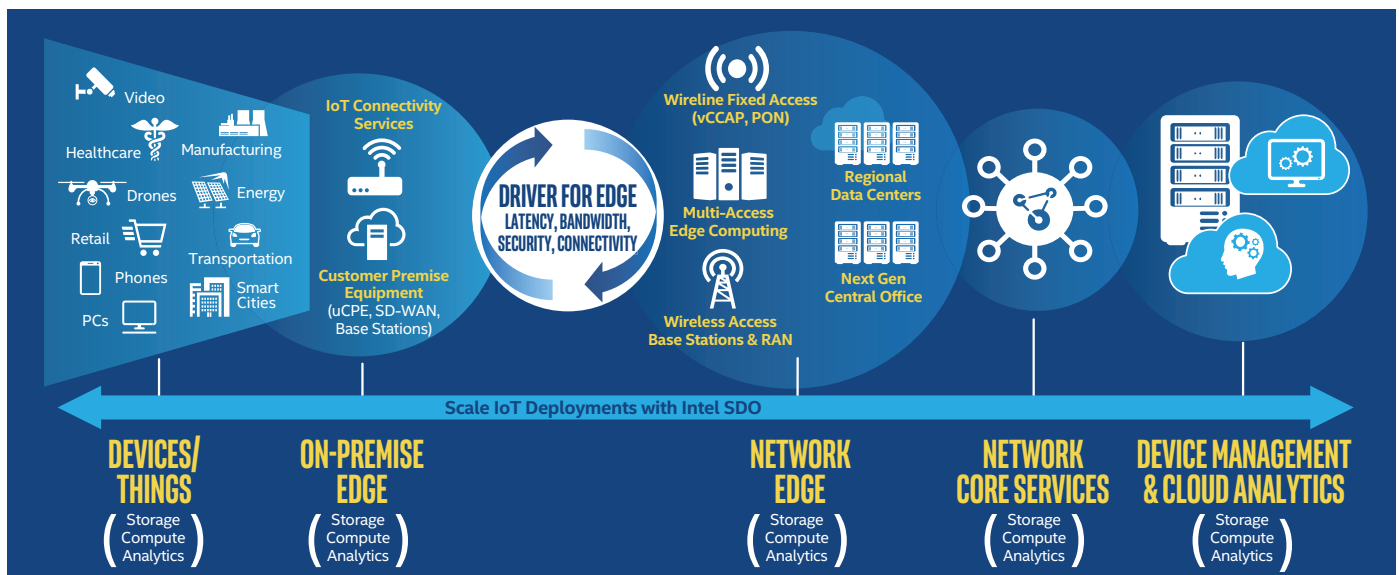 Video
Healthcare
Manufacturing
Drones
Energy
Retail
Transportation
Phones
Smart
Cities
PCs
IoT Connectivity
Services
Customer Premise
Equipment
(uCPE, SD-WAN,
Base Stations)
DRIVER FOR EDGE
LATENCY, BANDWIDTH,
SECURITY, CONNECTIVITY
Wireline Fixed Access
(vCCAP, PON)
Multi-Access
Edge Computing
Wireless Access
Base Stations & RAN
Regional
Data Centers
Next Gen
Central Office
Scale IoT Deployments with Intel SDO
DEVICES/
THINGS
(Storage
Compute
Analytics)
ON-PREMISE
EDGE
(Storage
Compute
Analytics)
NETWORK
EDGE
(Storage
Compute
Analytics)
NETWORK
CORE SERVICES
(Storage
Compute
Analytics)
DEVICE MANAGEMENT
& CLOUD ANALYTICS
(Storage
Compute
Analytics)